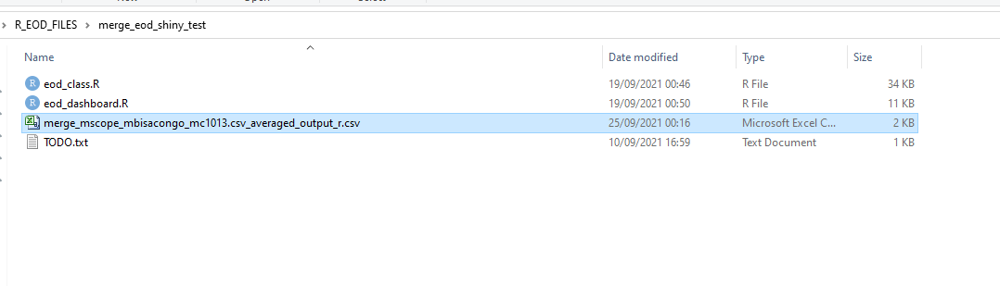 R_EOD_FILES > merge_eod_shiny_test
Name Date modified Type Size
eod_class.R 19/09/2021 00:46 R File 34 KB
eod_dashboard.R 19/09/2021 00:50 R File 11 KB
merge_mscope_mbisacongo_mc1013.csv_averaged_output_r.csv 25/09/2021 00:16 Microsoft Excel C... 2 KB
TODO.txt 10/09/2021 16:59 Text Document 1 KB